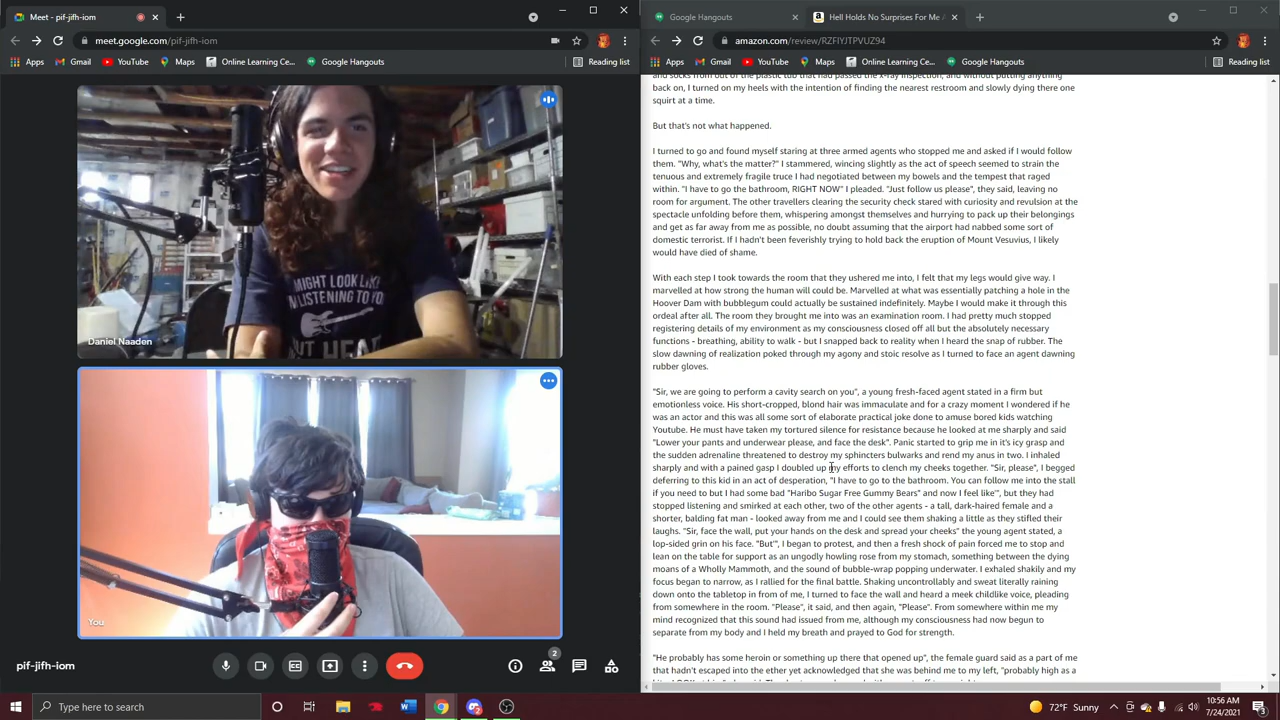 Meet - pif-jifh-iom
meet.google.com/pif-jifh-iom
Apps Gmail YouTube Maps Online Learning Ce... Google Hangouts Reading list
MIGHT LOOK
LISTENING TO YO
Daniel Naaden
You
pif-jifh-iom
2
Google Hangouts
Hell Holds No Surprises For Me A
amazon.com/review/RZFIYJTPVUZ94
Apps Gmail YouTube Maps Online Learning Ce... Google Hangouts Reading list
and socks from out of the plastic tub that had passed the x-ray inspection, and without putting anything
back on, I turned on my heels with the intention of finding the nearest restroom and slowly dying there one
squirt at a time.
But that's not what happened.
I turned to go and found myself staring at three armed agents who stopped me and asked if I would follow
them. "Why, what's the matter?" I stammered, wincing slightly as the act of speech seemed to strain the
tenuous and extremely fragile truce I had negotiated between my bowels and the tempest that raged
within. "I have to go the bathroom, RIGHT NOW" I pleaded. "Just follow us please", they said, leaving no
room for argument. The other travellers clearing the security check stared with curiosity and revulsion at the
spectacle unfolding before them, whispering amongst themselves and hurrying to pack up their belongings
and get as far away from me as possible, no doubt assuming that the airport had nabbed some sort of
domestic terrorist. If I hadn't been feverishly trying to hold back the eruption of Mount Vesuvius, I likely
would have died of shame.
With each step I took towards the room that they ushered me into, I felt that my legs would give way. I
marvelled at how strong the human will could be. Marvelled at what was essentially patching a hole in the
Hoover Dam with bubblegum could actually be sustained indefinitely. Maybe I would make it through this
ordeal after all. The room they brought me into was an examination room. I had pretty much stopped
registering details of my environment as my consciousness closed off all but the absolutely necessary
functions - breathing, ability to walk - but I snapped back to reality when I heard the snap of rubber. The
slow dawning of realization poked through my agony and stoic resolve as I turned to face an agent dawning
rubber gloves.
"Sir, we are going to perform a cavity search on you", a young fresh-faced agent stated in a firm but
emotionless voice. His short-cropped, blond hair was immaculate and for a crazy moment I wondered if he
was an actor and this was all some sort of elaborate practical joke done to amuse bored kids watching
Youtube. He must have taken my tortured silence for resistance because he looked at me sharply and said
"Lower your pants and underwear please, and face the desk". Panic started to grip me in it's icy grasp and
the sudden adrenaline threatened to destroy my sphincters bulwarks and rend my anus in two. I inhaled
sharply and with a pained gasp I doubled up my efforts to clench my cheeks together. "Sir, please", I begged
deferring to this kid in an act of desperation, "I have to go to the bathroom. You can follow me into the stall
if you need to but I had some bad "Haribo Sugar Free Gummy Bears" and now I feel like"', but they had
stopped listening and smirked at each other, two of the other agents - a tall, dark-haired female and a
shorter, balding fat man - looked away from me and I could see them shaking a little as they stifled their
laughs. "Sir, face the wall, put your hands on the desk and spread your cheeks" the young agent stated, a
lop-sided grin on his face. "But"', I began to protest, and then a fresh shock of pain forced me to stop and
lean on the table for support as an ungodly howling rose from my stomach, something between the dying
moans of a Wholly Mammoth, and the sound of bubble-wrap popping underwater. I exhaled shakily and my
focus began to narrow, as I rallied for the final battle. Shaking uncontrollably and sweat literally raining
down onto the tabletop in from of me, I turned to face the wall and heard a meek childlike voice, pleading
from somewhere in the room. "Please", it said, and then again, "Please". From somewhere within me my
mind recognized that this sound had issued from me, although my consciousness had now begun to
separate from my body and I held my breath and prayed to God for strength.
"He probably has some heroin or something up there that opened up", the female guard said as a part of me
that hadn't escaped into the ether yet acknowledged that she was behind me to my left, "probably high as a
Type here to search
72°F Sunny
10:56 AM
7/24/2021
3